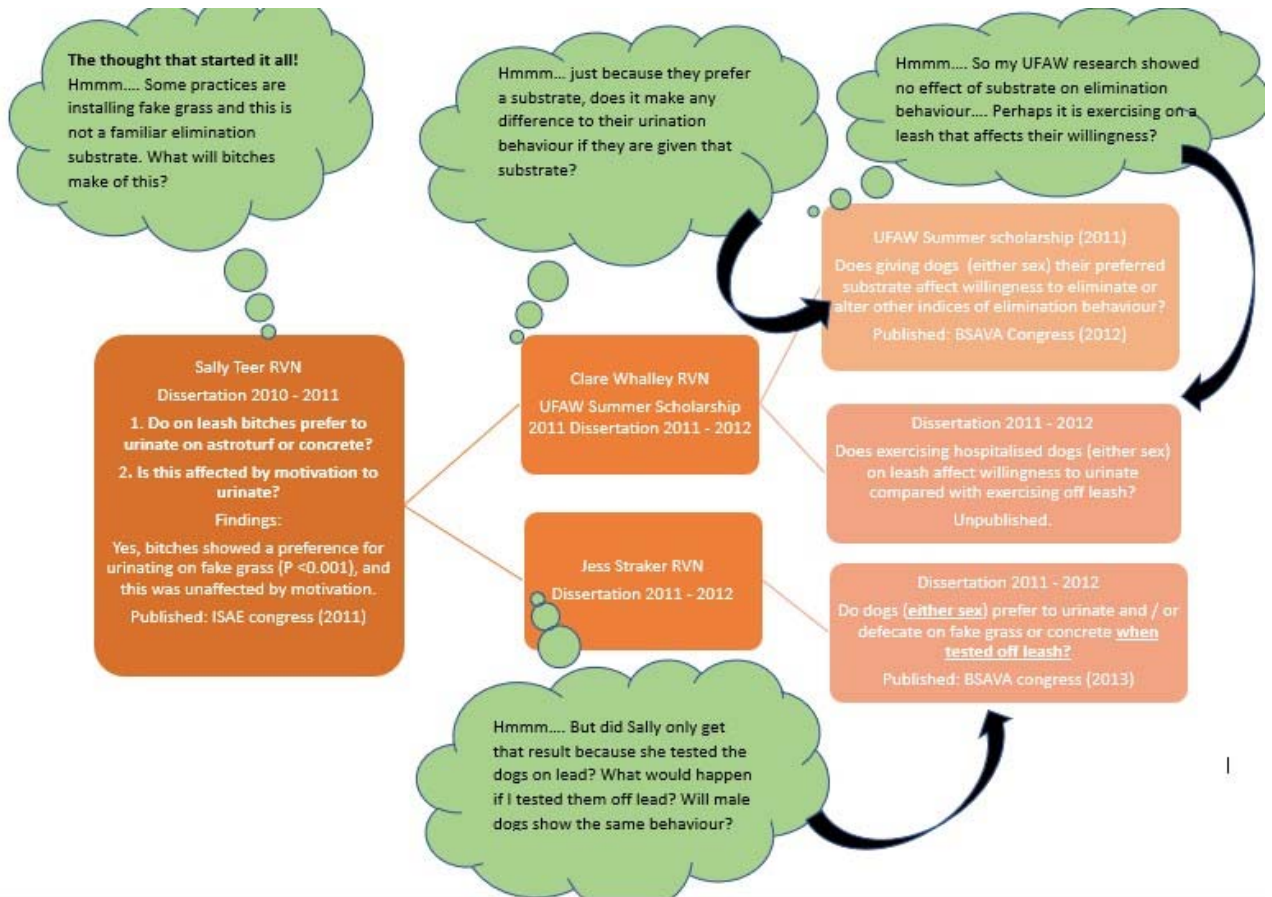 The thought that started it all!
Hmmm.... Some practices are
installing fake grass and this is
not a familiar elimination
substrate. What will bitches
make of this?
Hmmm... just because they prefer
a substrate, does it make any
difference to their urination
behaviour if they are given that
substrate?
Hmmm.... So my UFAW research showed
no effect of substrate on elimination
behaviour.... Perhaps it is exercising on a
leash that affects their willingness?
Sally Teer RVN
Dissertation 2010 - 2011
1. Do on leash bitches prefer to
urinate on astroturf or concrete?
2. Is this affected by motivation to
urinate?
Findings:
Yes, bitches showed a preference for
urinating on fake grass (P <0.001), and
this was unaffected by motivation.
Published: ISAE congress (2011)
Clare Whalley RVN
UFAW Summer Scholarship
2011 Dissertation 2011 - 2012
Jess Straker RVN
Dissertation 2011 - 2012
UFAW Summer scholarship (2011)
Does giving dogs (either sex) their preferred
substrate affect willingness to eliminate or
alter other indices of elimination behaviour?
Published: BSAVA Congress (2012)
Dissertation 2011 - 2012
Does exercising hospitalised dogs (either sex)
on leash affect willingness to urinate
compared with exercising off leash?
Unpublished.
Dissertation 2011 - 2012
Do dogs (either sex) prefer to urinate and / or
defecate on fake grass or concrete when
tested off leash?
Published: BSAVA congress (2013)
Hmmm.... But did Sally only get
that result because she tested the
dogs on lead? What would happen
if I tested them off lead? Will male
dogs show the same behaviour?